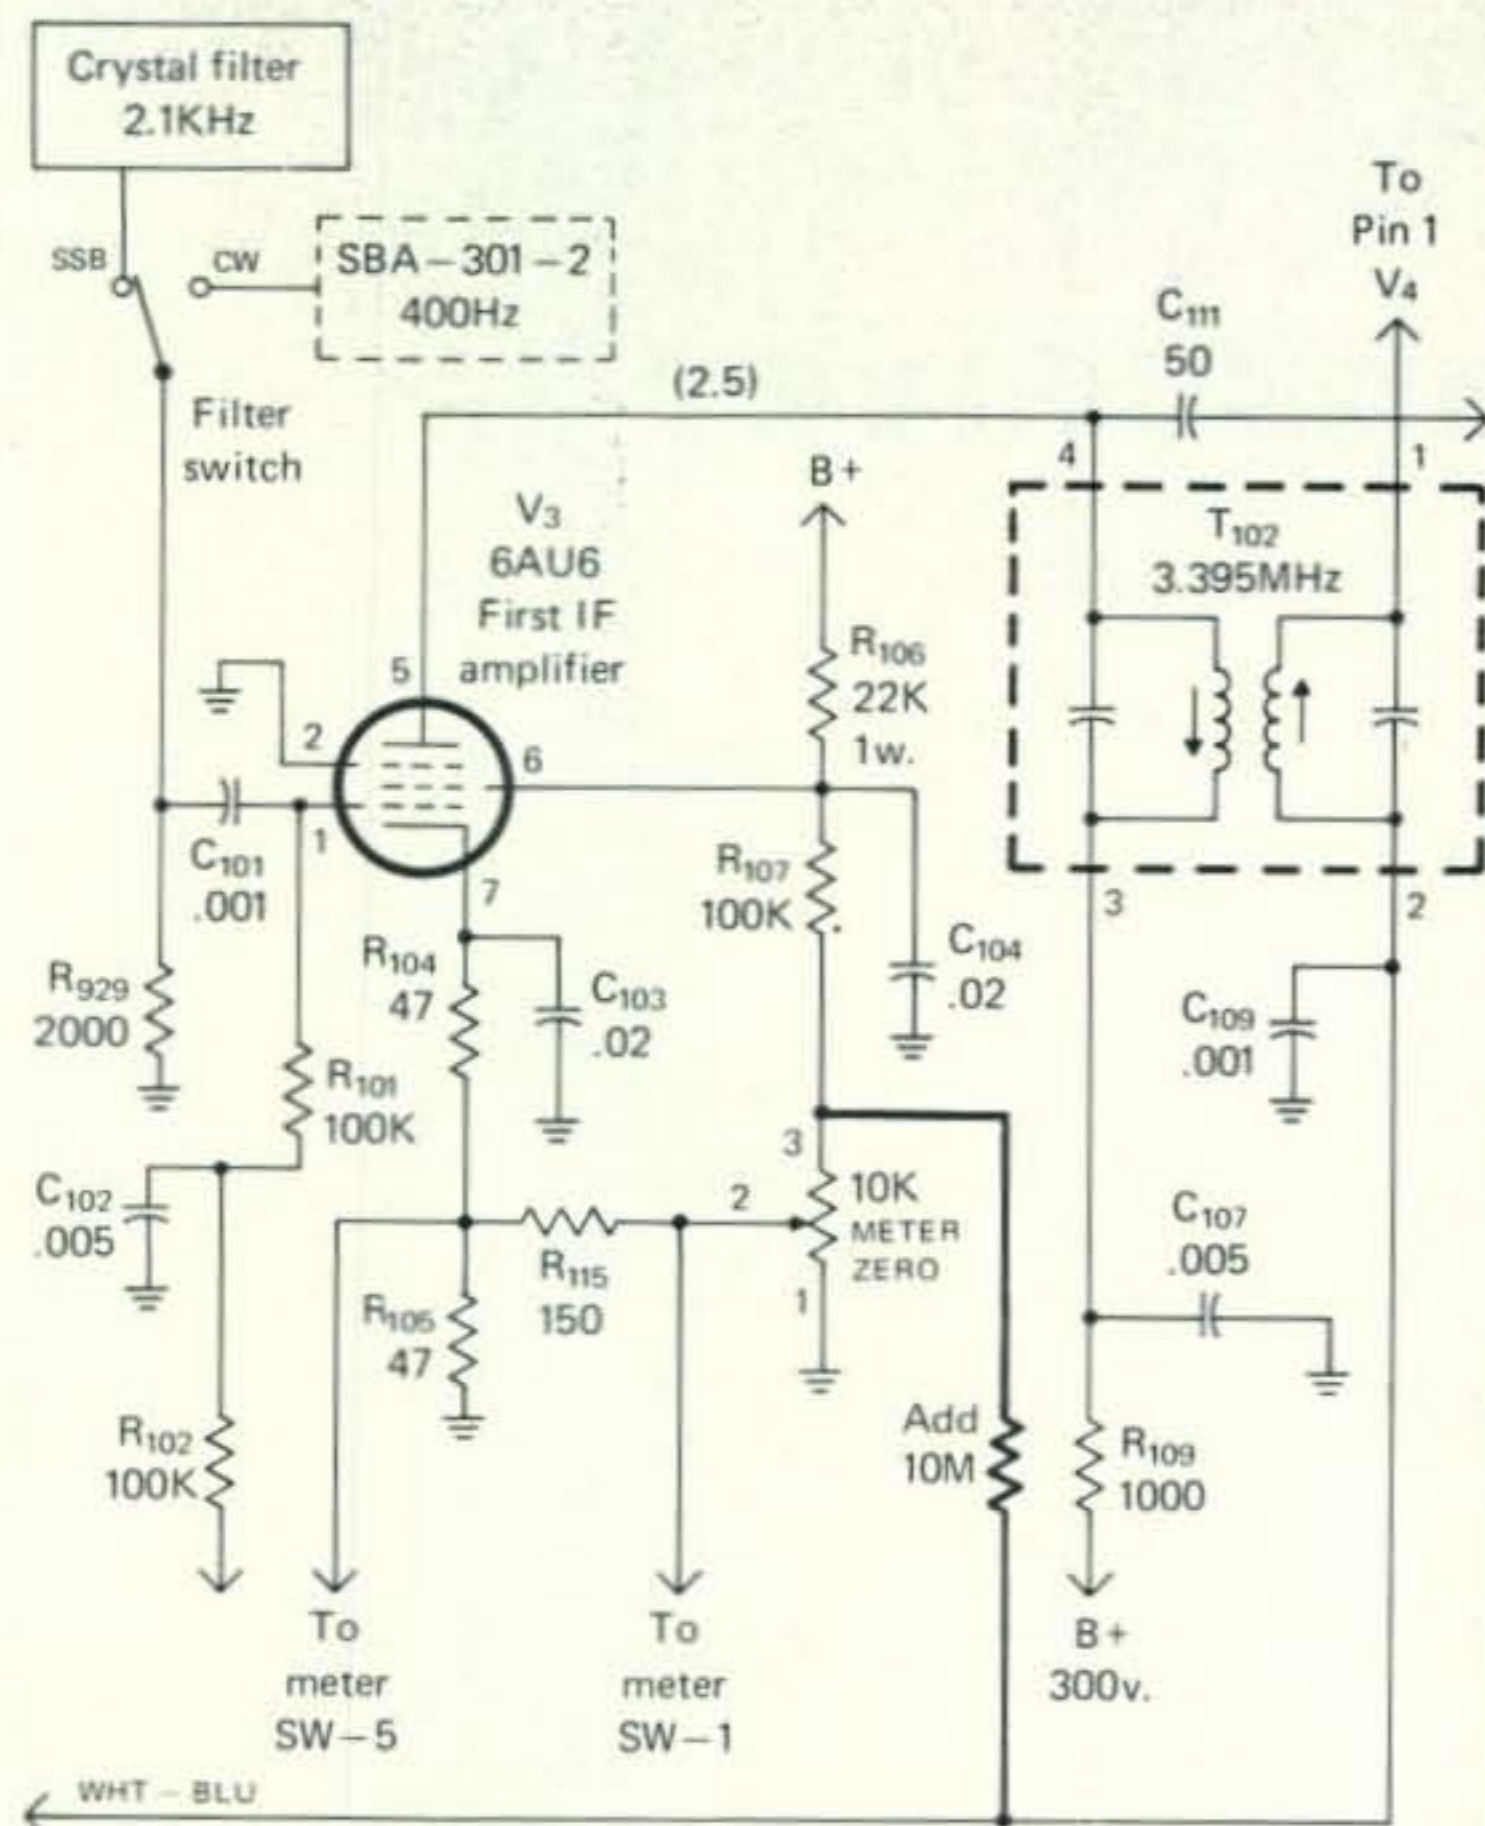 Crystal filter
2.1KHz
SSB
CW
SBA–301–2
400Hz
Filter
switch
(2.5)
To
Pin 1
V4
C111
50
4
1
B+
V3
6AU6
First IF
amplifier
5
T102
3.395MHz
R106
22K
1w.
2
6
1
C101
.001
7
R107
100K
3
2
R929
2000
R104
47
C103
.02
C104
.02
C109
.001
R101
100K
C102
.005
3
2
10K
METER
ZERO
1
C107
.005
R115
150
R105
47
R102
100K
Add
10M
R109
1000
To
meter
SW–5
To
meter
SW–1
B+
300v.
WHT – BLU